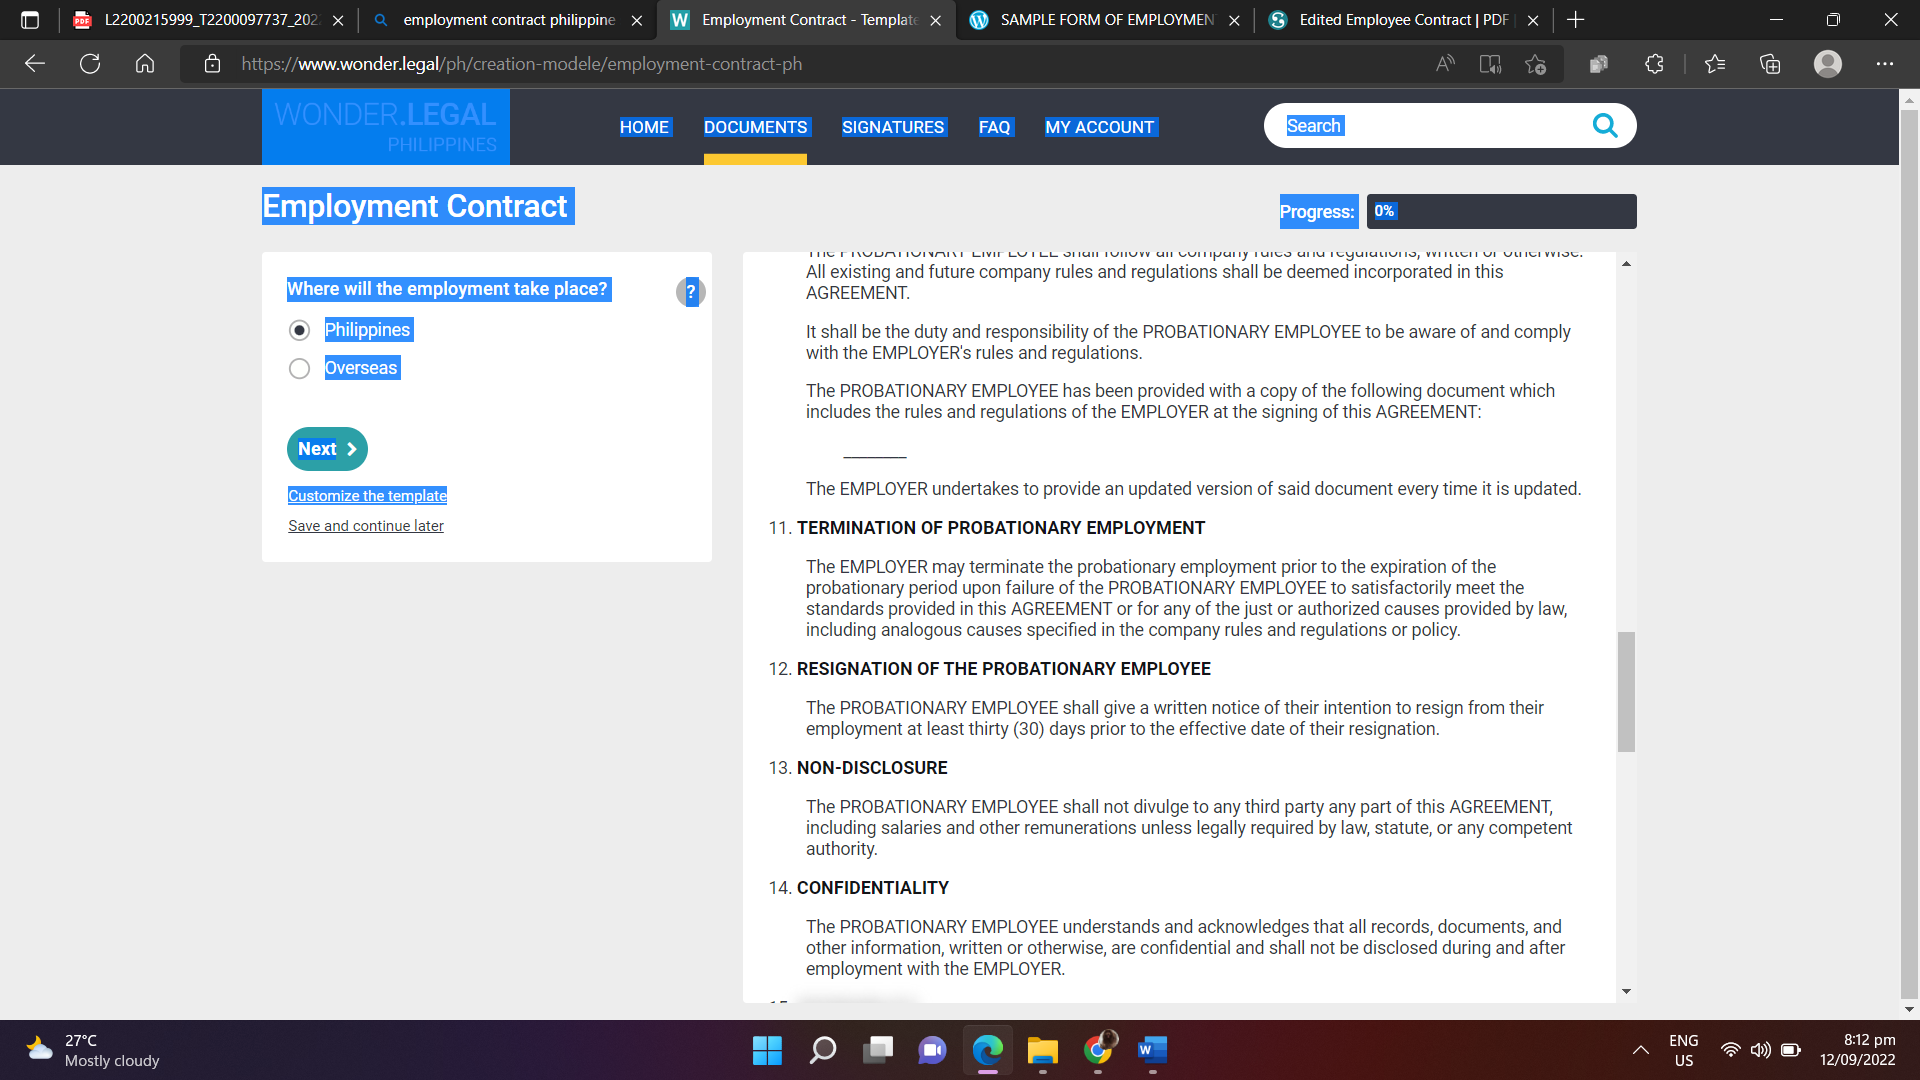 L2200215999_T2200097737_202
employment contract philippine
Employment Contract - Template
SAMPLE FORM OF EMPLOYMEN
Edited Employee Contract | PDF
https://www.wonder.legal/ph/creation-modele/employment-contract-ph
WONDER.LEGAL
PHILIPPINES
HOME
DOCUMENTS
SIGNATURES
FAQ
MY ACCOUNT
Search
Employment Contract
Progress:
0%
Where will the employment take place?
?
Philippines
Overseas
Next
Customize the template
Save and continue later
The PROBATIONARY EMPLOYEE shall follow all company rules and regulations, written or otherwise.
All existing and future company rules and regulations shall be deemed incorporated in this
AGREEMENT.
It shall be the duty and responsibility of the PROBATIONARY EMPLOYEE to be aware of and comply
with the EMPLOYER's rules and regulations.
The PROBATIONARY EMPLOYEE has been provided with a copy of the following document which
includes the rules and regulations of the EMPLOYER at the signing of this AGREEMENT:
________
The EMPLOYER undertakes to provide an updated version of said document every time it is updated.
11. TERMINATION OF PROBATIONARY EMPLOYMENT
The EMPLOYER may terminate the probationary employment prior to the expiration of the
probationary period upon failure of the PROBATIONARY EMPLOYEE to satisfactorily meet the
standards provided in this AGREEMENT or for any of the just or authorized causes provided by law,
including analogous causes specified in the company rules and regulations or policy.
12. RESIGNATION OF THE PROBATIONARY EMPLOYEE
The PROBATIONARY EMPLOYEE shall give a written notice of their intention to resign from their
employment at least thirty (30) days prior to the effective date of their resignation.
13. NON-DISCLOSURE
The PROBATIONARY EMPLOYEE shall not divulge to any third party any part of this AGREEMENT,
including salaries and other remunerations unless legally required by law, statute, or any competent
authority.
14. CONFIDENTIALITY
The PROBATIONARY EMPLOYEE understands and acknowledges that all records, documents, and
other information, written or otherwise, are confidential and shall not be disclosed during and after
employment with the EMPLOYER.
27°C
Mostly cloudy
ENG
US
8:12 pm
12/09/2022